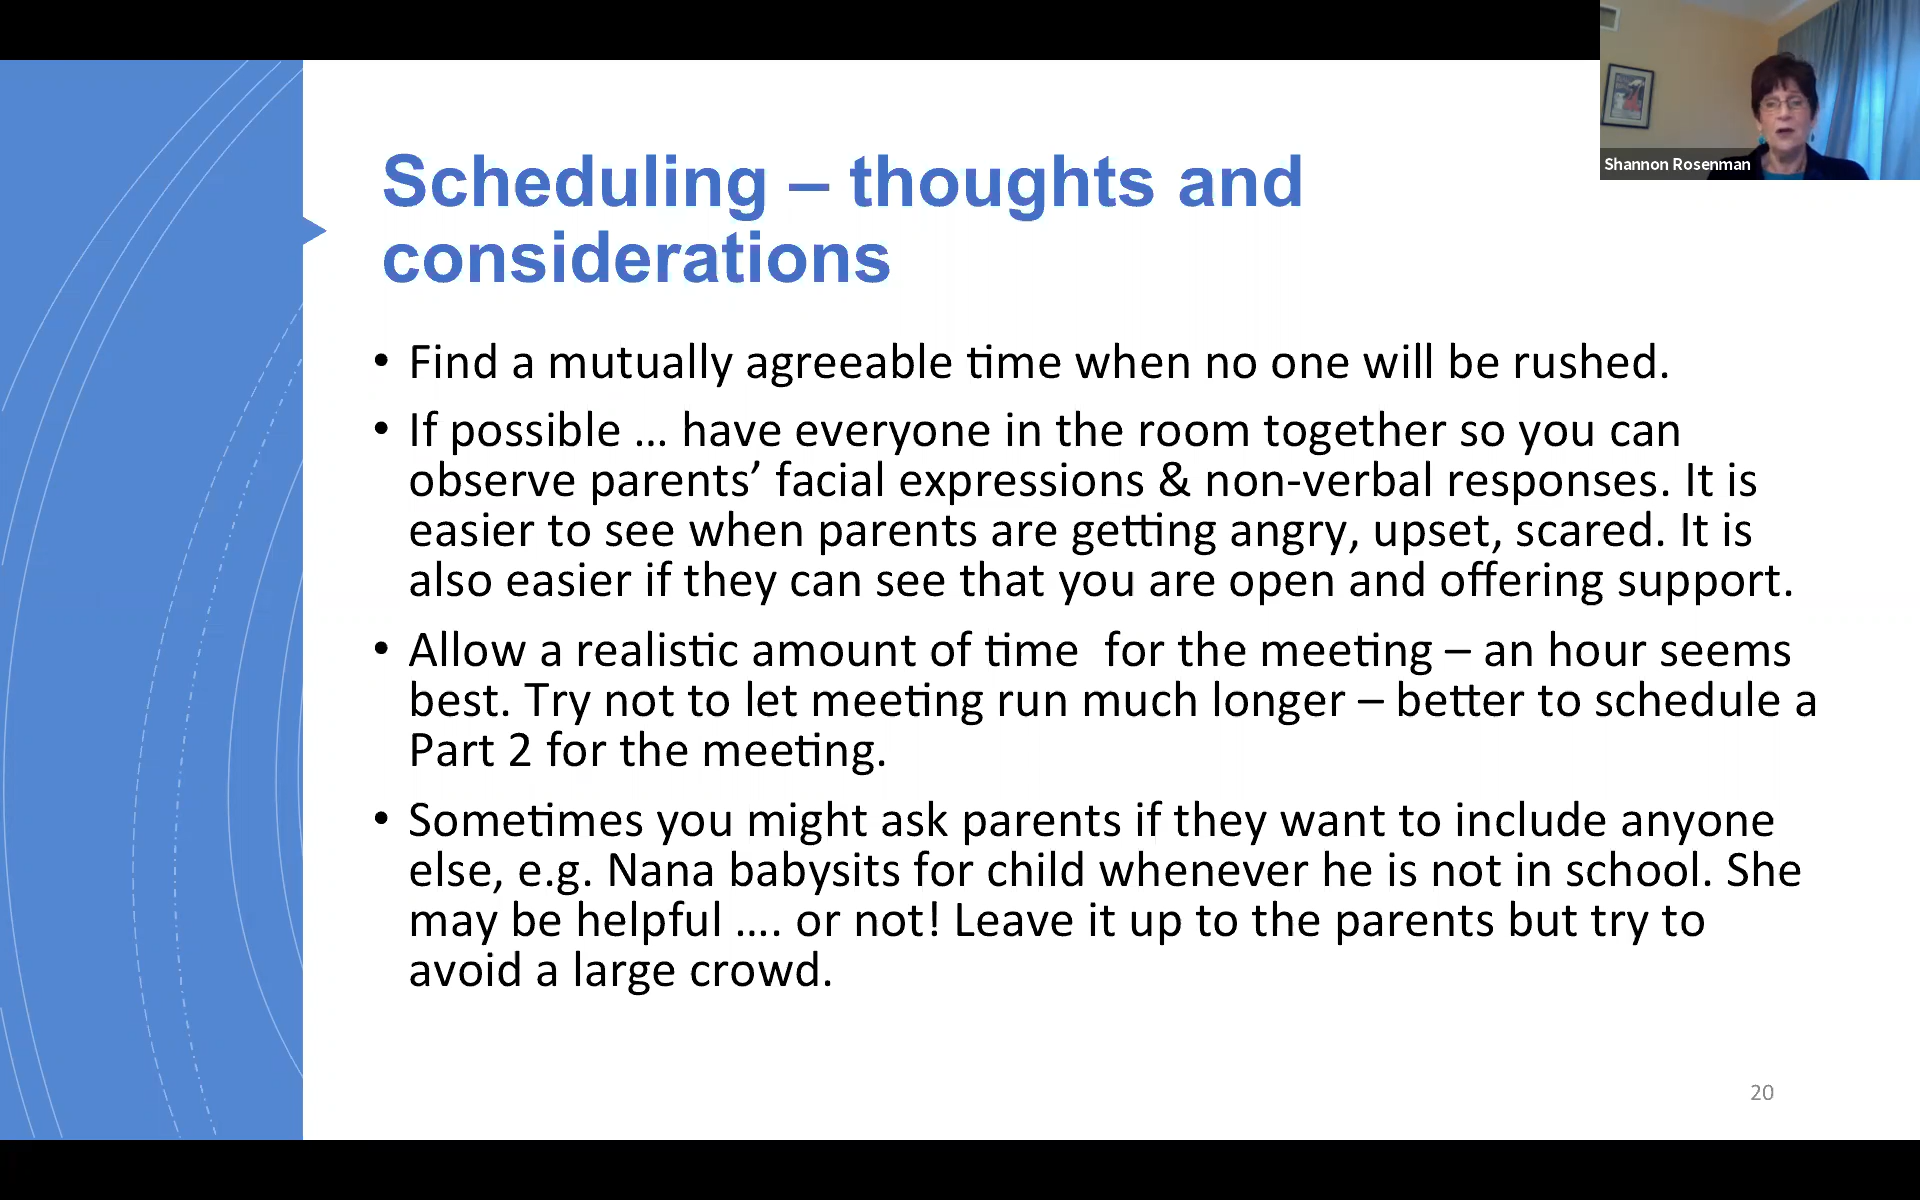 Shannon Rosenman
Scheduling – thoughts and
considerations
• Find a mutually agreeable time when no one will be rushed.
• If possible … have everyone in the room together so you can
observe parents’ facial expressions & non-verbal responses. It is
easier to see when parents are getting angry, upset, scared. It is
also easier if they can see that you are open and offering support.
• Allow a realistic amount of time  for the meeting – an hour seems
best. Try not to let meeting run much longer – better to schedule a
Part 2 for the meeting.
• Sometimes you might ask parents if they want to include anyone
else, e.g. Nana babysits for child whenever he is not in school. She
may be helpful …. or not! Leave it up to the parents but try to
avoid a large crowd.
20